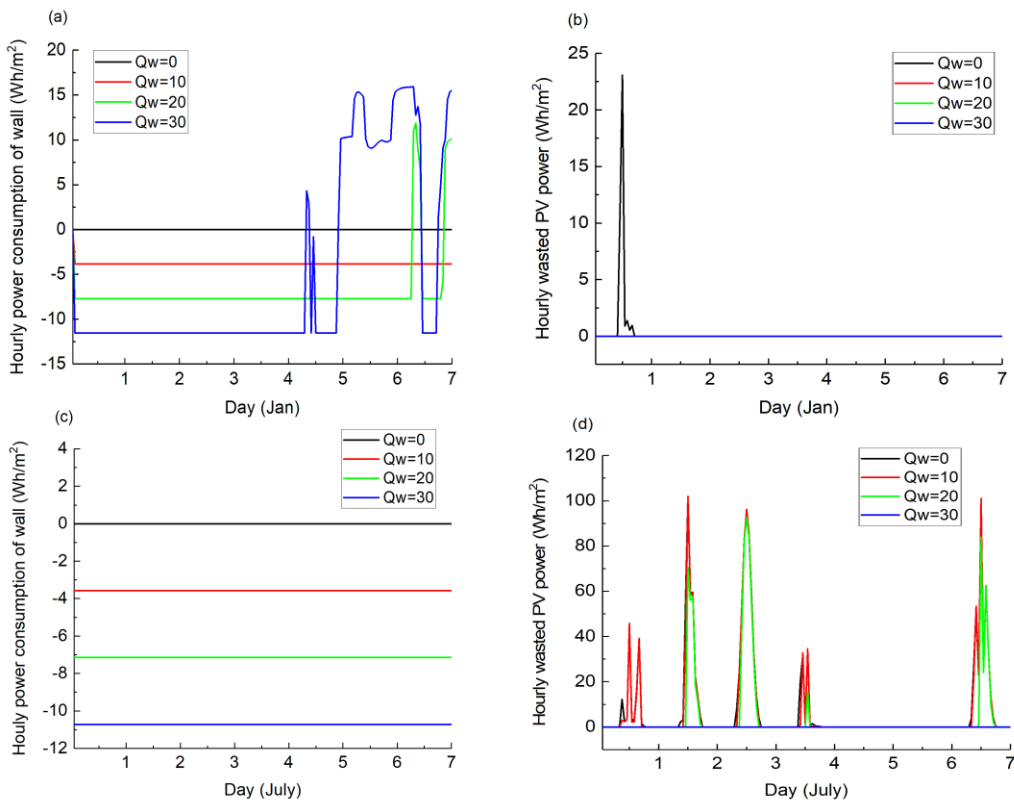 (a)
Hourly power consumption of wall (Wh/m²)
20
15
10
5
0
-5
-10
-15
Qw=0
Qw=10
Qw=20
Qw=30
1 2 3 4 5 6 7
Day (Jan)
(b)
Hourly wasted PV power (Wh/m²)
25
20
15
10
5
0
Qw=0
Qw=10
Qw=20
Qw=30
1 2 3 4 5 6 7
Day (Jan)
(c)
Houly power consumption of wall (Wh/m²)
4
2
0
-2
-4
-6
-8
-10
-12
Qw=0
Qw=10
Qw=20
Qw=30
1 2 3 4 5 6 7
Day (July)
(d)
Hourly wasted PV power (Wh/m²)
120
100
80
60
40
20
0
Qw=0
Qw=10
Qw=20
Qw=30
1 2 3 4 5 6 7
Day (July)